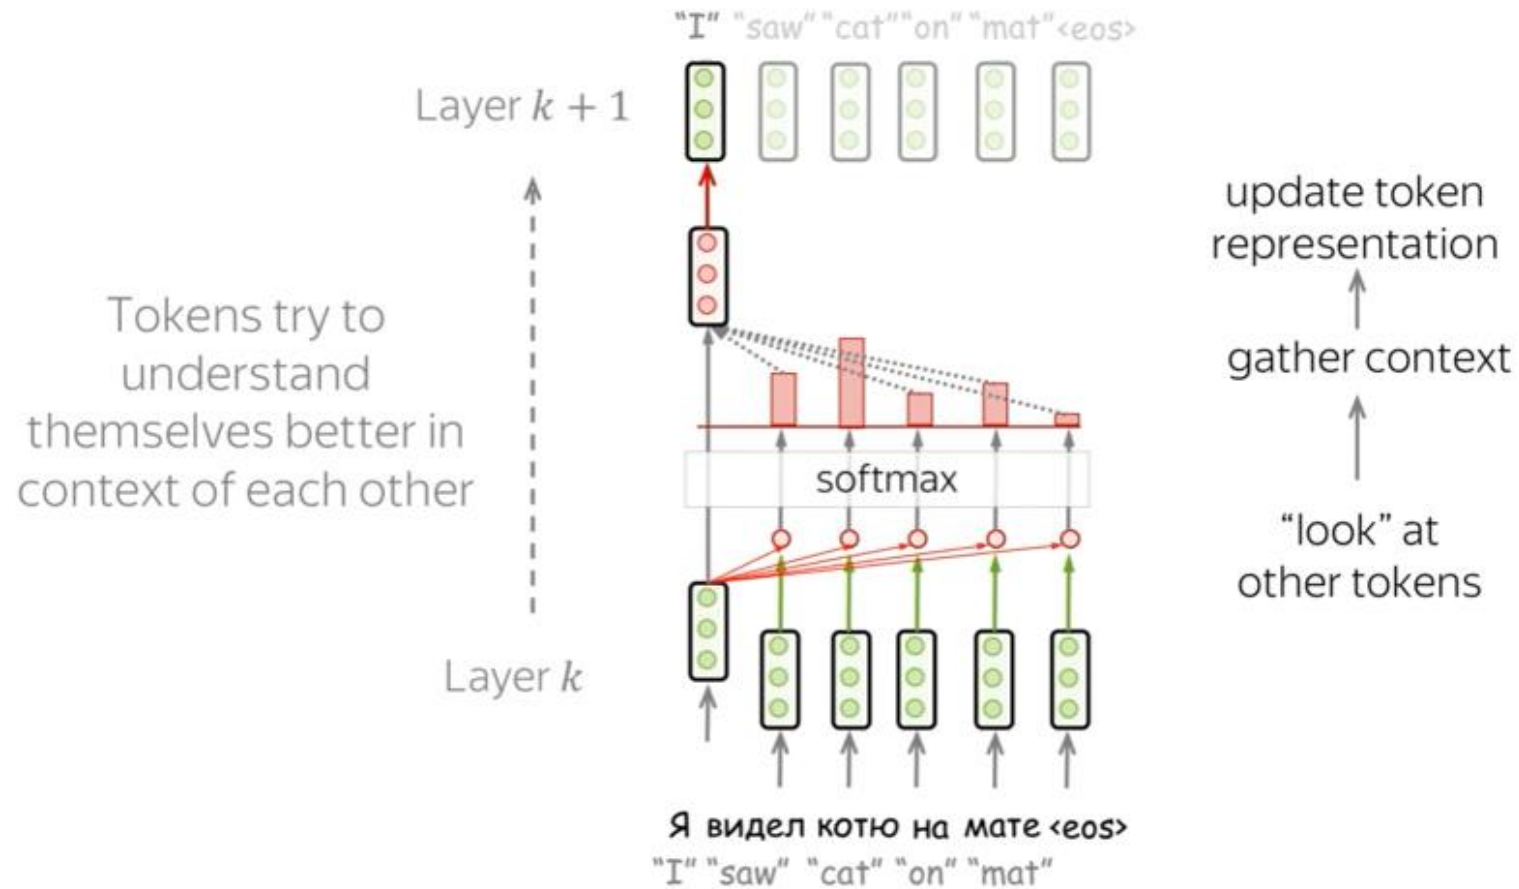 “I” “saw” “cat” “on” “mat” <eos>
Layer k + 1
update token
representation
Tokens try to
understand
themselves better in
context of each other
gather context
softmax
“look” at
other tokens
Layer k
Я видел котю на мате <eos>
“I” “saw” “cat” “on” “mat”